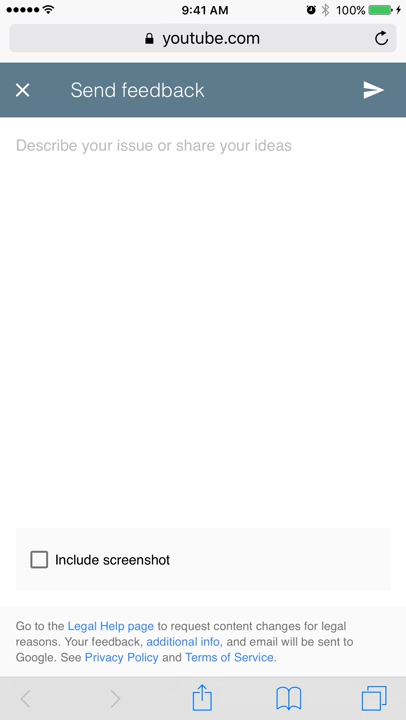 9:41 AM
100%
youtube.com
Send feedback
Describe your issue or share your ideas
Include screenshot
Go to the Legal Help page to request content changes for legal
reasons. Your feedback, additional info, and email will be sent to
Google. See Privacy Policy and Terms of Service.